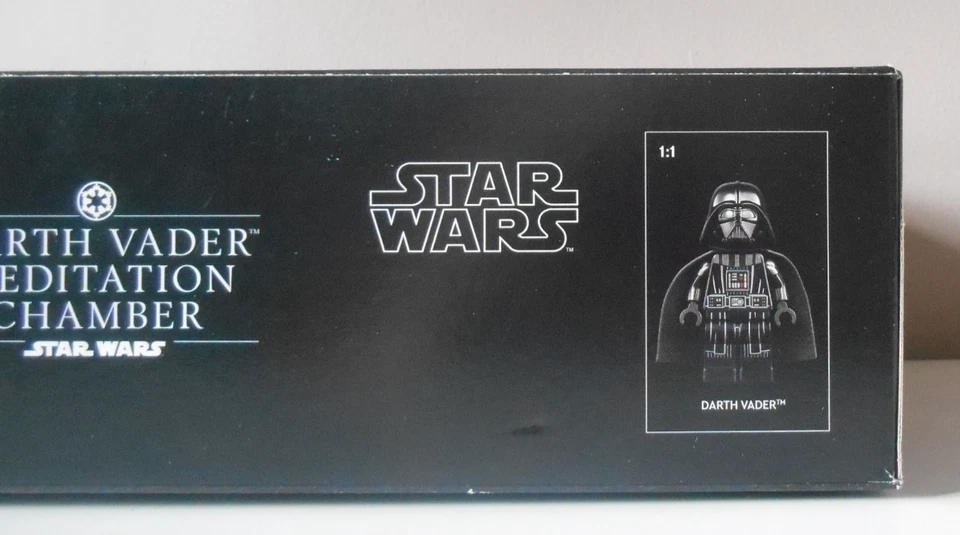 ARTH VADER™
EDITATION
CHAMBER
STAR WARS
STAR
WARS™
1:1
DARTH VADER™